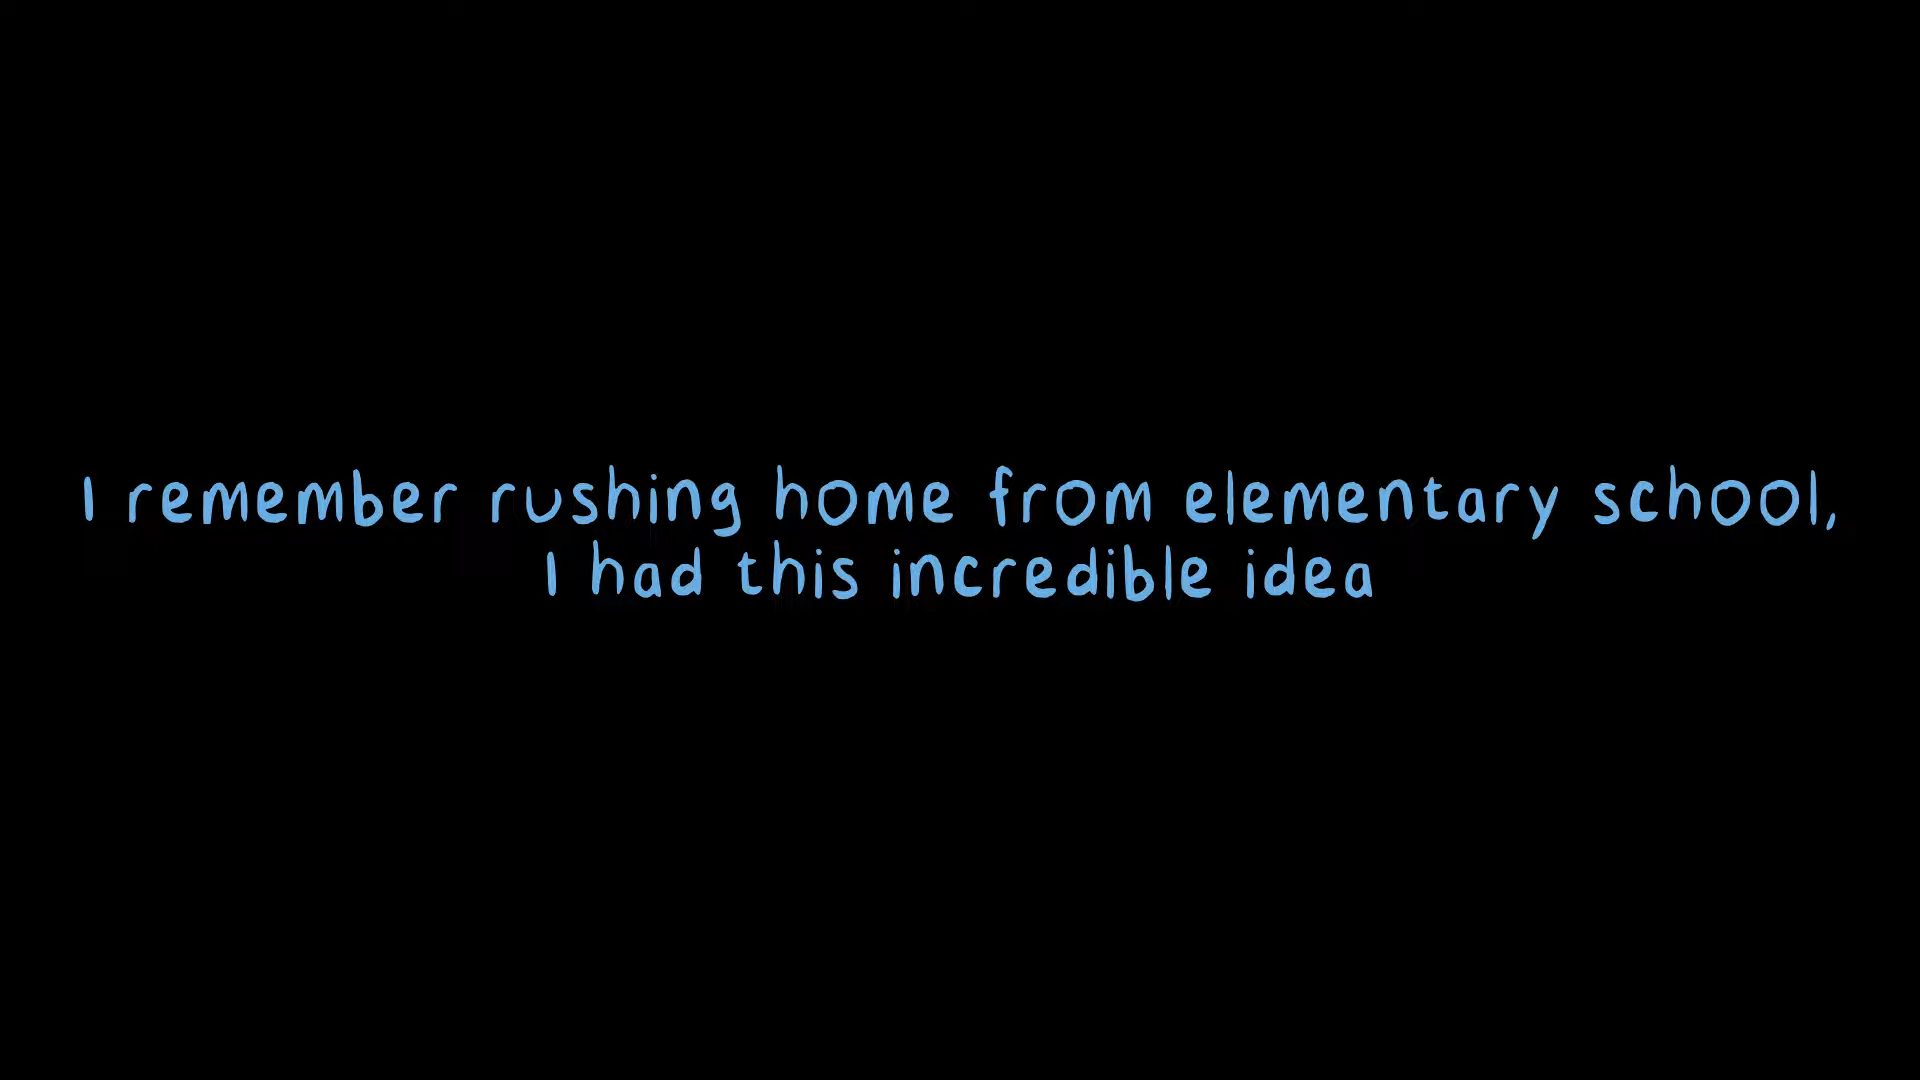 I remember rushing home from elementary school,
I had this incredible idea